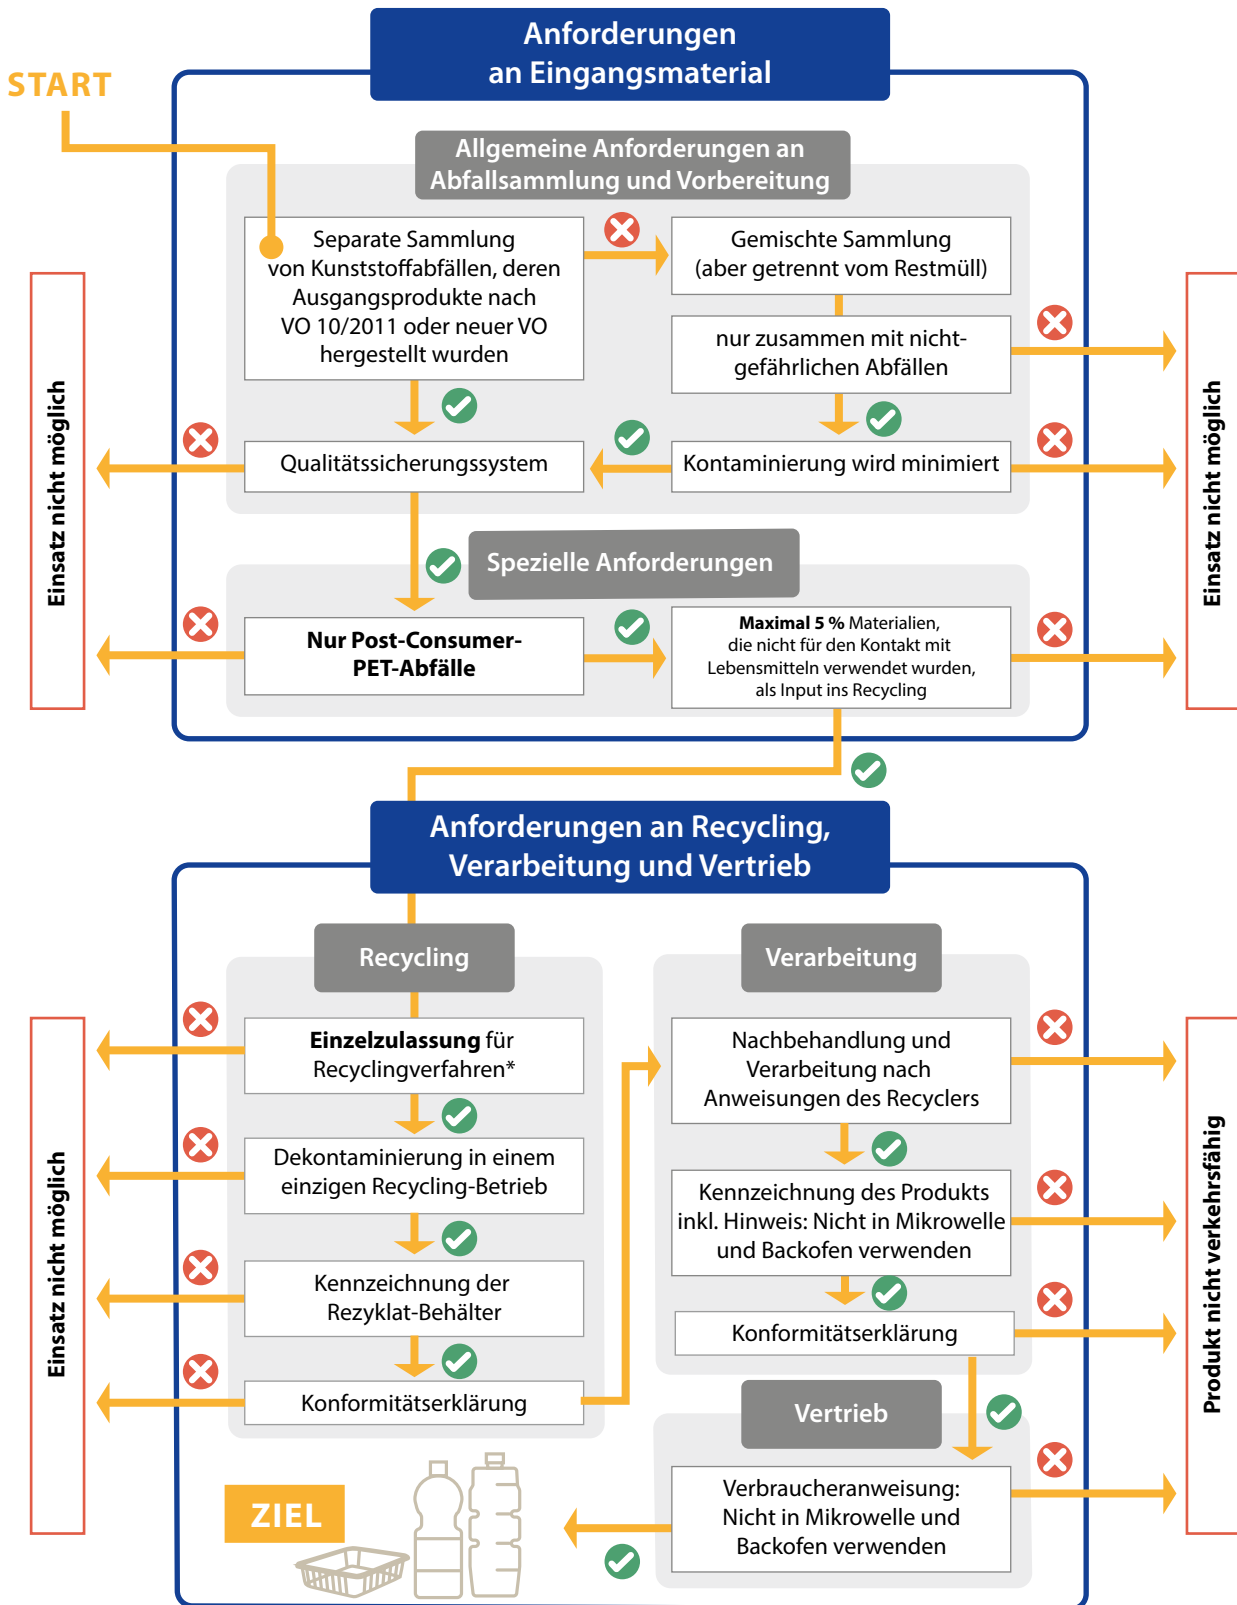 Anforderungen
an Eingangsmaterial
START
Allgemeine Anforderungen an
Abfallsammlung und Vorbereitung
Separate Sammlung
von Kunststoffabfällen, deren
Ausgangsprodukte nach
VO 10/2011 oder neuer VO
hergestellt wurden
Gemischte Sammlung
(aber getrennt vom Restmüll)
nur zusammen mit nicht-
gefährlichen Abfällen
Qualitätssicherungssystem
Kontaminierung wird minimiert
Einsatz nicht möglich
Einsatz nicht möglich
Spezielle Anforderungen
Nur Post-Consumer-
PET-Abfälle
Maximal 5 % Materialien,
die nicht für den Kontakt mit
Lebensmitteln verwendet wurden,
als Input ins Recycling
Anforderungen an Recycling,
Verarbeitung und Vertrieb
Recycling
Einzelzulassung für
Recyclingverfahren*
Dekontaminierung in einem
einzigen Recycling-Betrieb
Kennzeichnung der
Rezyklat-Behälter
Konformitätserklärung
Einsatz nicht möglich
Verarbeitung
Nachbehandlung und
Verarbeitung nach
Anweisungen des Recyclers
Kennzeichnung des Produkts
inkl. Hinweis: Nicht in Mikrowelle
und Backofen verwenden
Konformitätserklärung
Produkt nicht verkehrsfähig
Vertrieb
Verbraucheranweisung:
Nicht in Mikrowelle und
Backofen verwenden
ZIEL